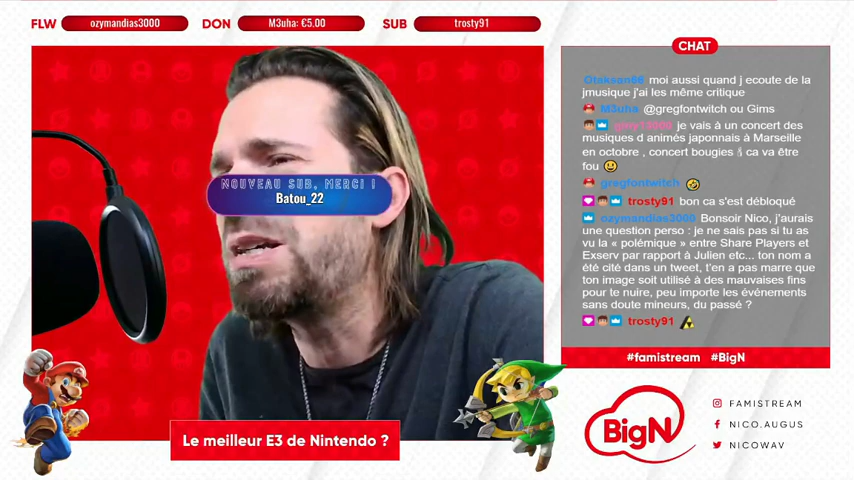 FLW ozymandias3000 DON M3uha: €5.00 SUB trosty91
CHAT
Otakean66 moi aussi quand j ecoute de la
jmusique j'ai les même critique
M3uha @gregfontwitch ou Gims
je vais à un concert des
musiques d animés japonnais à Marseille
en octobre , concert bougies ça va être
fou
gregfontwitch
trosty91 bon ca s'est débloqué
ozymandias3000 Bonsoir Nico, j'aurais
une question perso : je ne sais pas si tu as
vu la « polémique » entre Share Players et
Exserv par rapport à Julien etc... ton nom a
été cité dans un tweet, t'en a pas marre que
ton image soit utilisé à des mauvaises fins
pour te nuire, peu importe les événements
sans doute mineurs, du passé ?
trosty91
NOUVEAU SUB, MERCI !
Batou_22
#famistream #BigN
Le meilleur E3 de Nintendo ?
BigN
FAMISTREAM
NICO.AUGUS
NICOWAV